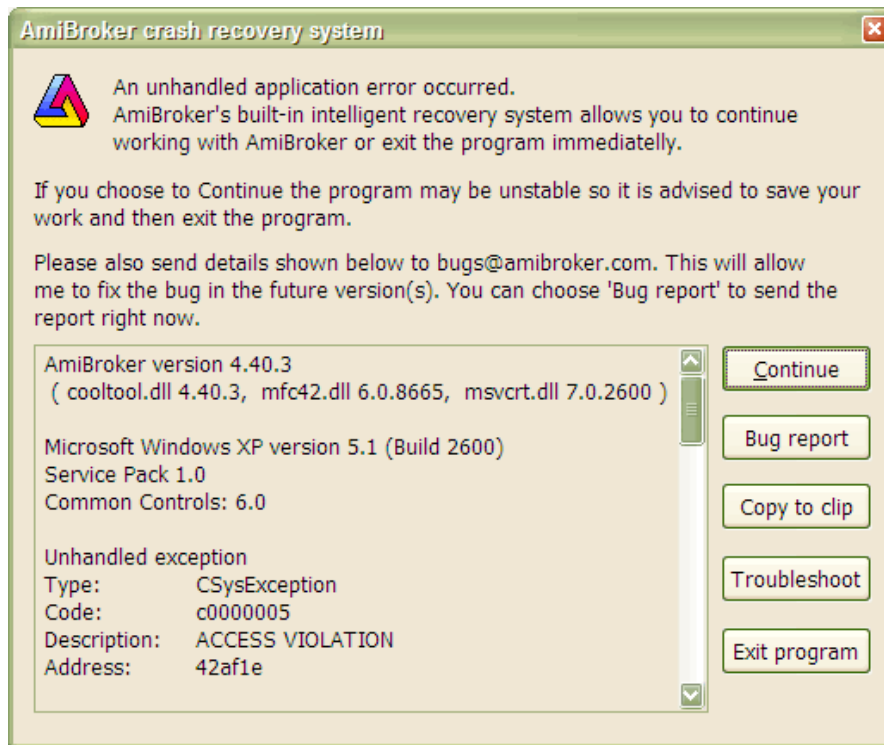 AmiBroker crash recovery system
An unhandled application error occurred.
AmiBroker's built-in intelligent recovery system allows you to continue
working with AmiBroker or exit the program immediatelly.
If you choose to Continue the program may be unstable so it is advised to save your
work and then exit the program.
Please also send details shown below to bugs@amibroker.com. This will allow
me to fix the bug in the future version(s). You can choose 'Bug report' to send the
report right now.
AmiBroker version 4.40.3
( cooltool.dll 4.40.3, mfc42.dll 6.0.8665, msvcrt.dll 7.0.2600 )
Microsoft Windows XP version 5.1 (Build 2600)
Service Pack 1.0
Common Controls: 6.0
Unhandled exception
Type: CSysException
Code: c0000005
Description: ACCESS VIOLATION
Address: 42af1e
Continue
Bug report
Copy to clip
Troubleshoot
Exit program